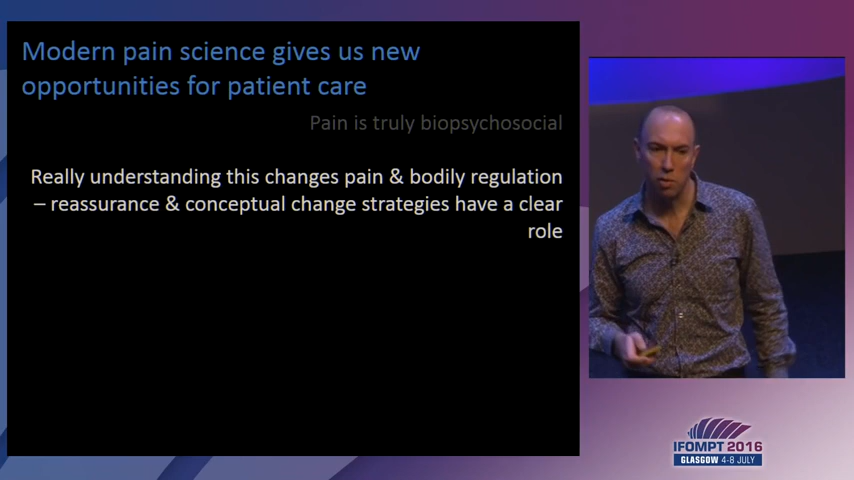 Modern pain science gives us new
opportunities for patient care
Pain is truly biopsychosocial
Really understanding this changes pain & bodily regulation
– reassurance & conceptual change strategies have a clear
role
IFOMPT 2016
GLASGOW 4-8 JULY